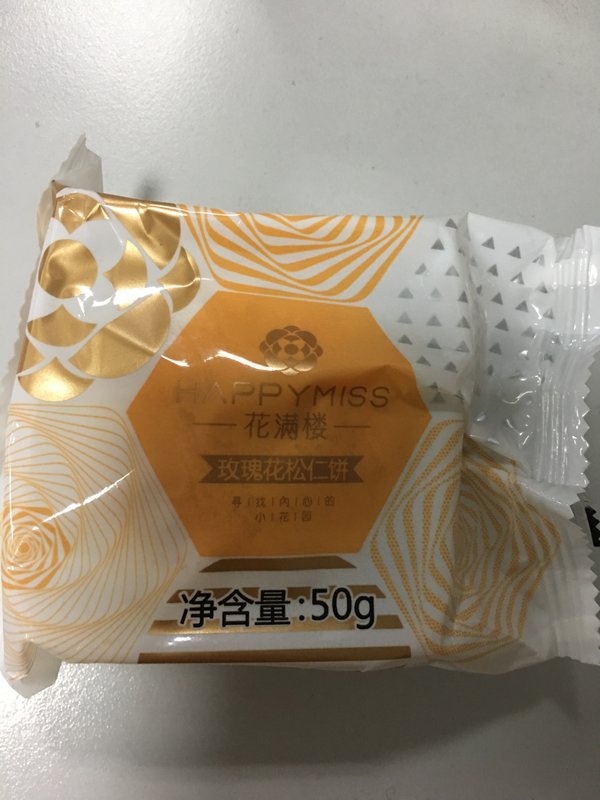 HAPPYMISS
花满楼
玫瑰花松仁饼
寻|找|内|心|的
小|花|园
净含量:50g